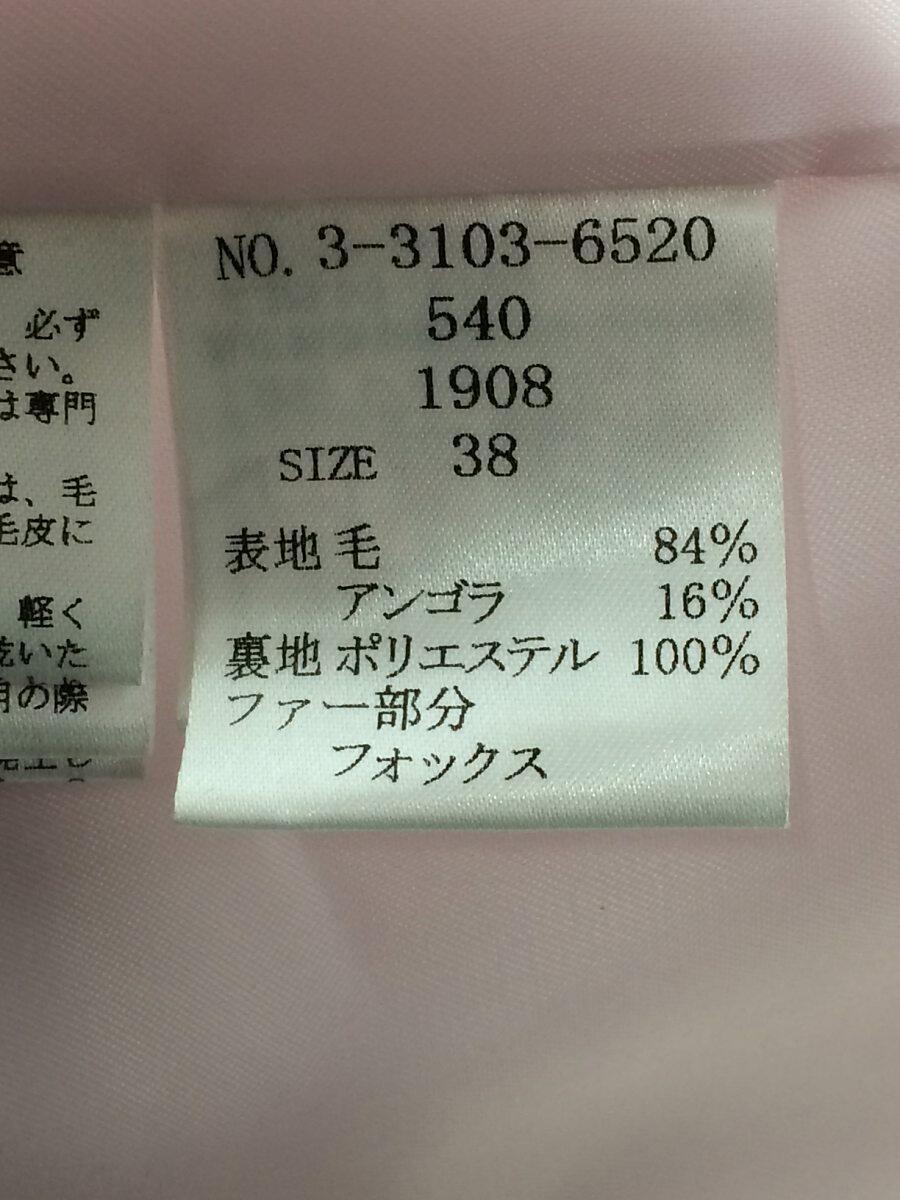 意
必ず
さい。
は専門
は、毛
毛皮に
軽く
乾いた
用の際
NO. 3-3103-6520
540
1908
SIZE 38
表地 毛 84%
アンゴラ 16%
裏地 ポリエステル 100%
ファー部分
フォックス